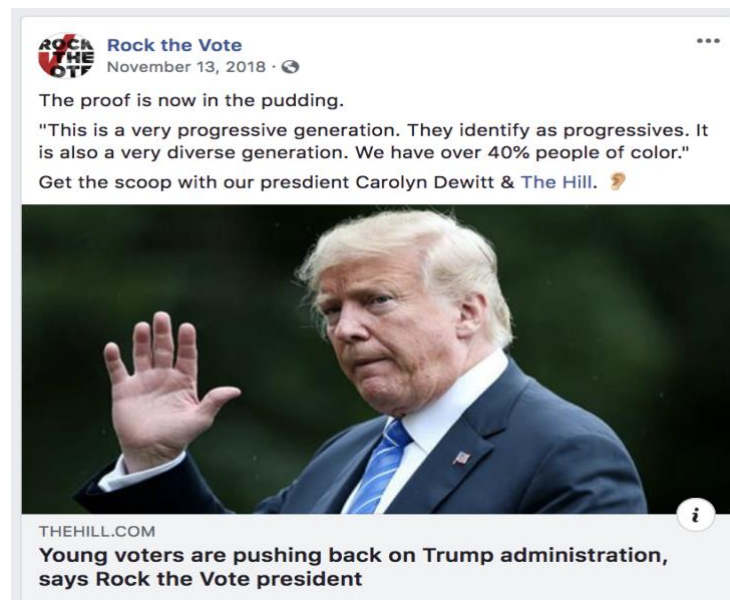 ROCK
THE
OTE
Rock the Vote
November 13, 2018 ·
The proof is now in the pudding.
"This is a very progressive generation. They identify as progressives. It
is also a very diverse generation. We have over 40% people of color."
Get the scoop with our presdient Carolyn Dewitt & The Hill. 👂🏼
i
THEHILL.COM
Young voters are pushing back on Trump administration,
says Rock the Vote president